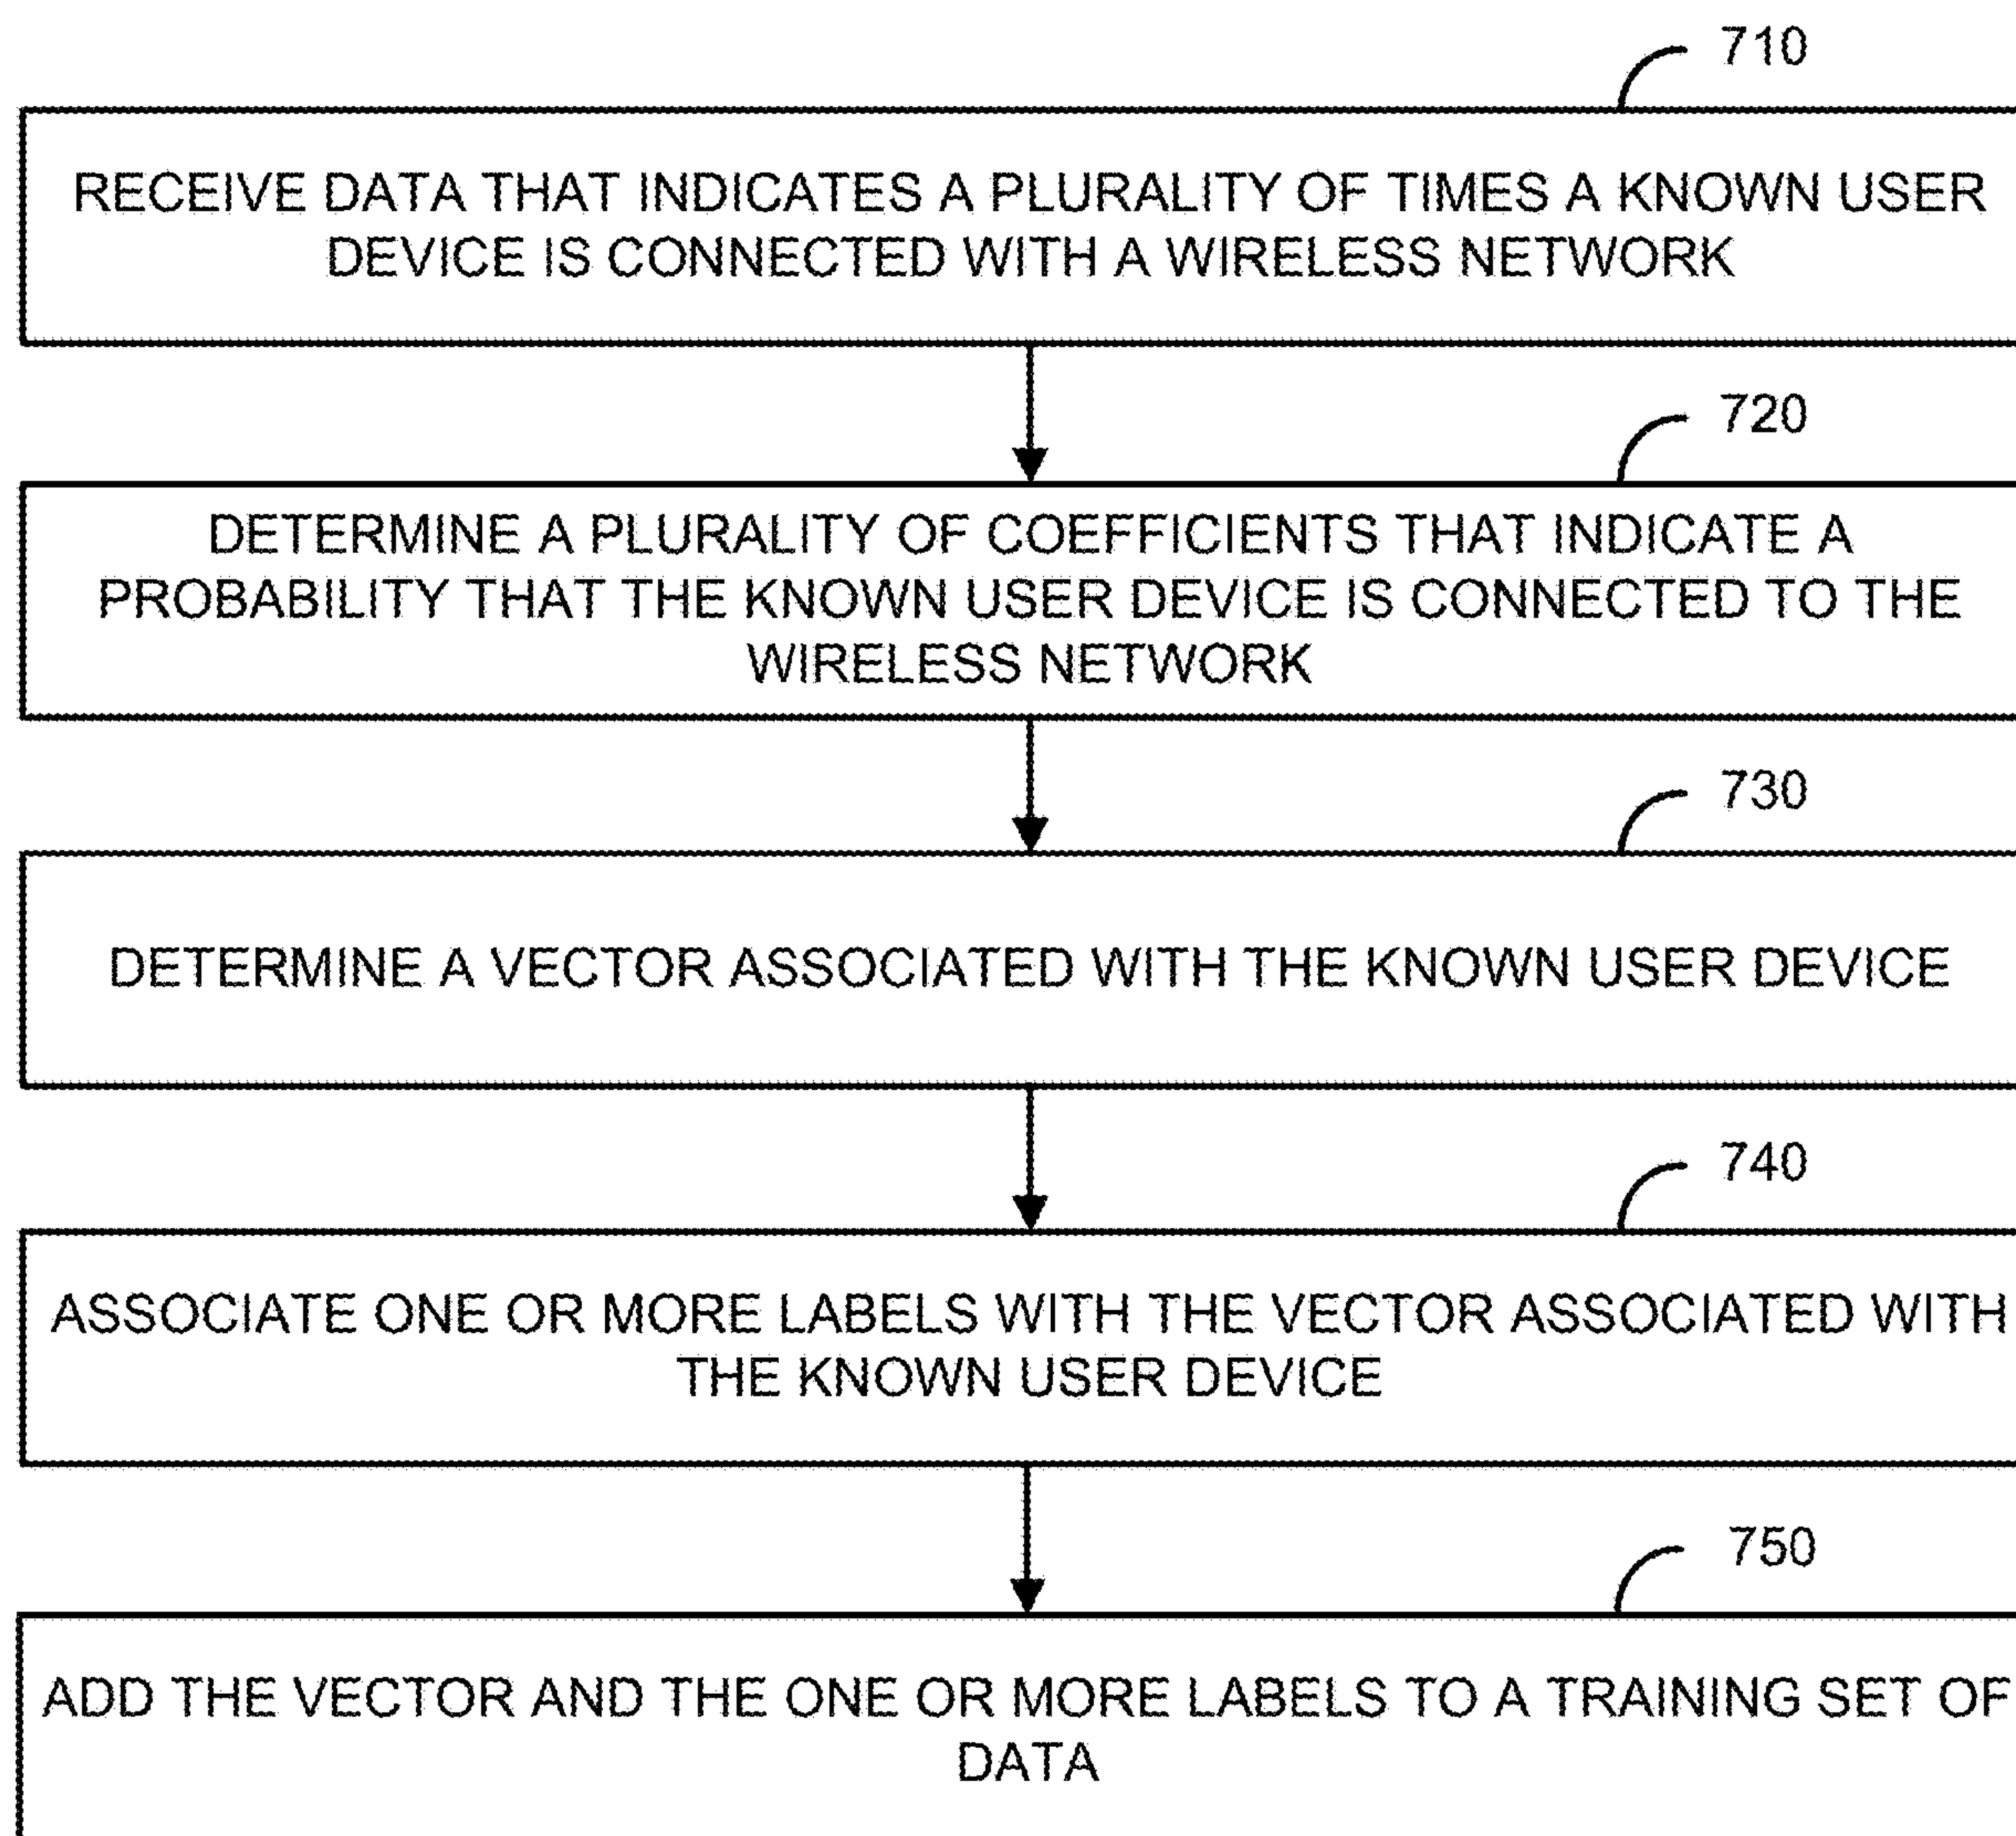 710
RECEIVE DATA THAT INDICATES A PLURALITY OF TIMES A KNOWN USER
DEVICE IS CONNECTED WITH A WIRELESS NETWORK
720
DETERMINE A PLURALITY OF COEFFICIENTS THAT INDICATE A
PROBABILITY THAT THE KNOWN USER DEVICE IS CONNECTED TO THE
WIRELESS NETWORK
730
DETERMINE A VECTOR ASSOCIATED WITH THE KNOWN USER DEVICE
740
ASSOCIATE ONE OR MORE LABELS WITH THE VECTOR ASSOCIATED WITH
THE KNOWN USER DEVICE
750
ADD THE VECTOR AND THE ONE OR MORE LABELS TO A TRAINING SET OF
DATA